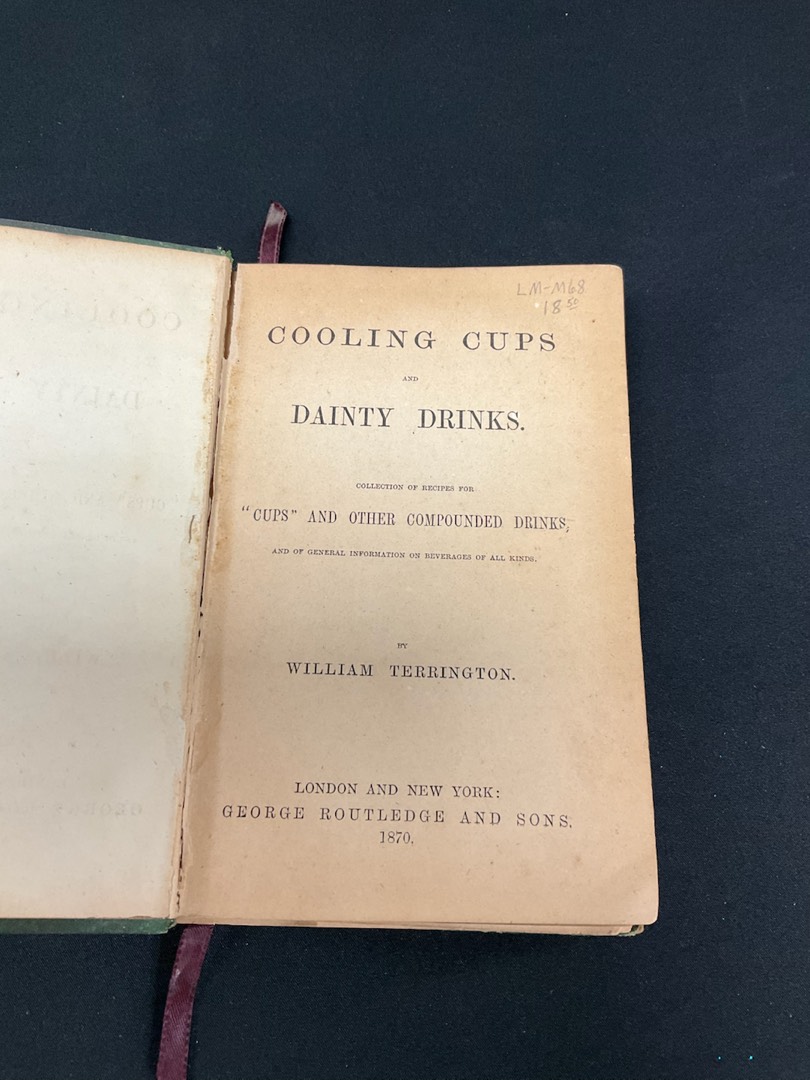 LM-M68
18 50
COOLING CUPS
AND
DAINTY DRINKS.
COLLECTION OF RECIPES FOR
"CUPS" AND OTHER COMPOUNDED DRINKS,
AND OF GENERAL INFORMATION ON BEVERAGES OF ALL KINDS.
BY
WILLIAM TERRINGTON.
LONDON AND NEW YORK:
GEORGE ROUTLEDGE AND SONS.
1870.